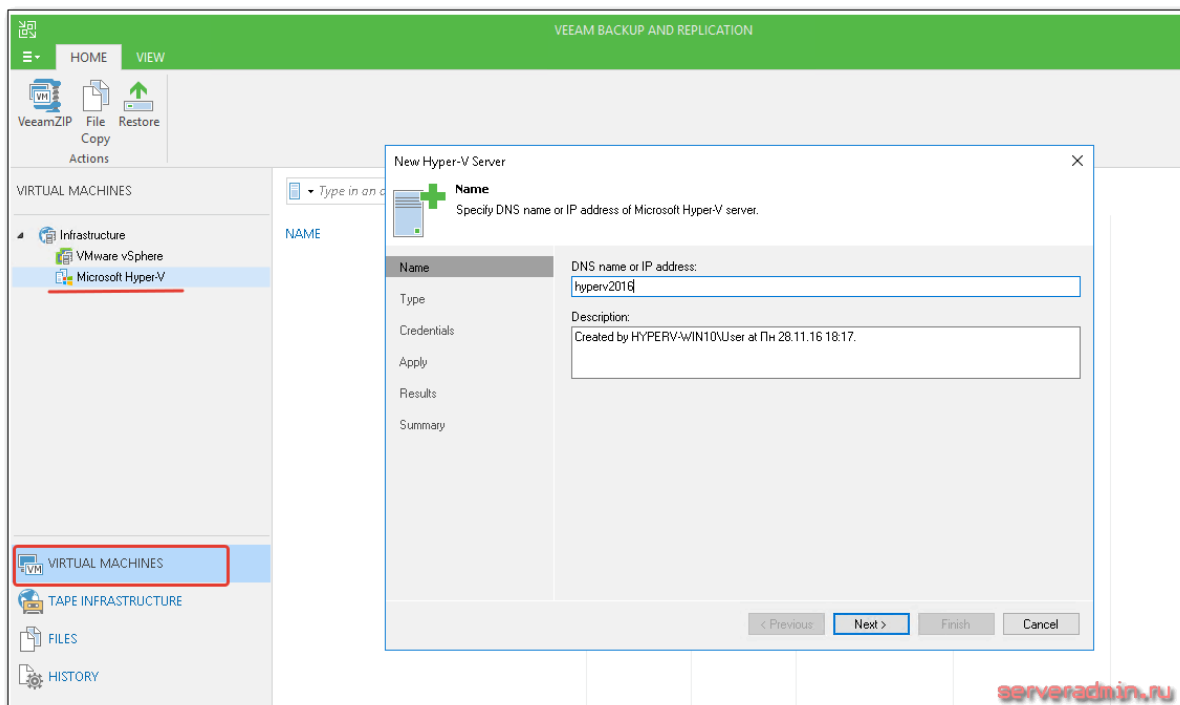 VEEAM BACKUP AND REPLICATION
HOME VIEW
VeeamZIP File Copy Restore
Actions
VIRTUAL MACHINES
Type in an
NAME
Infrastructure
VMware vSphere
Microsoft Hyper-V
New Hyper-V Server
Name
Specify DNS name or IP address of Microsoft Hyper-V server.
Name
Type
Credentials
Apply
Results
Summary
DNS name or IP address:
hyperv2016
Description:
Created by HYPERV-WIN10\User at Пн 28.11.16 18:17.
< Previous Next > Finish Cancel
VIRTUAL MACHINES
TAPE INFRASTRUCTURE
FILES
HISTORY
serveradmin.ru